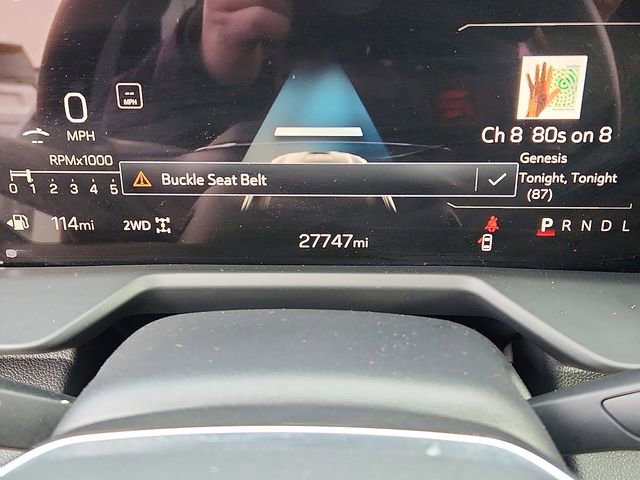 0
MPH
--
MPH
RPMx1000
0 1 2 3 4 5
Ch 8 80s on 8
Genesis
Tonight, Tonight
(87)
Buckle Seat Belt
114mi
2WD
27747mi
P R N D L